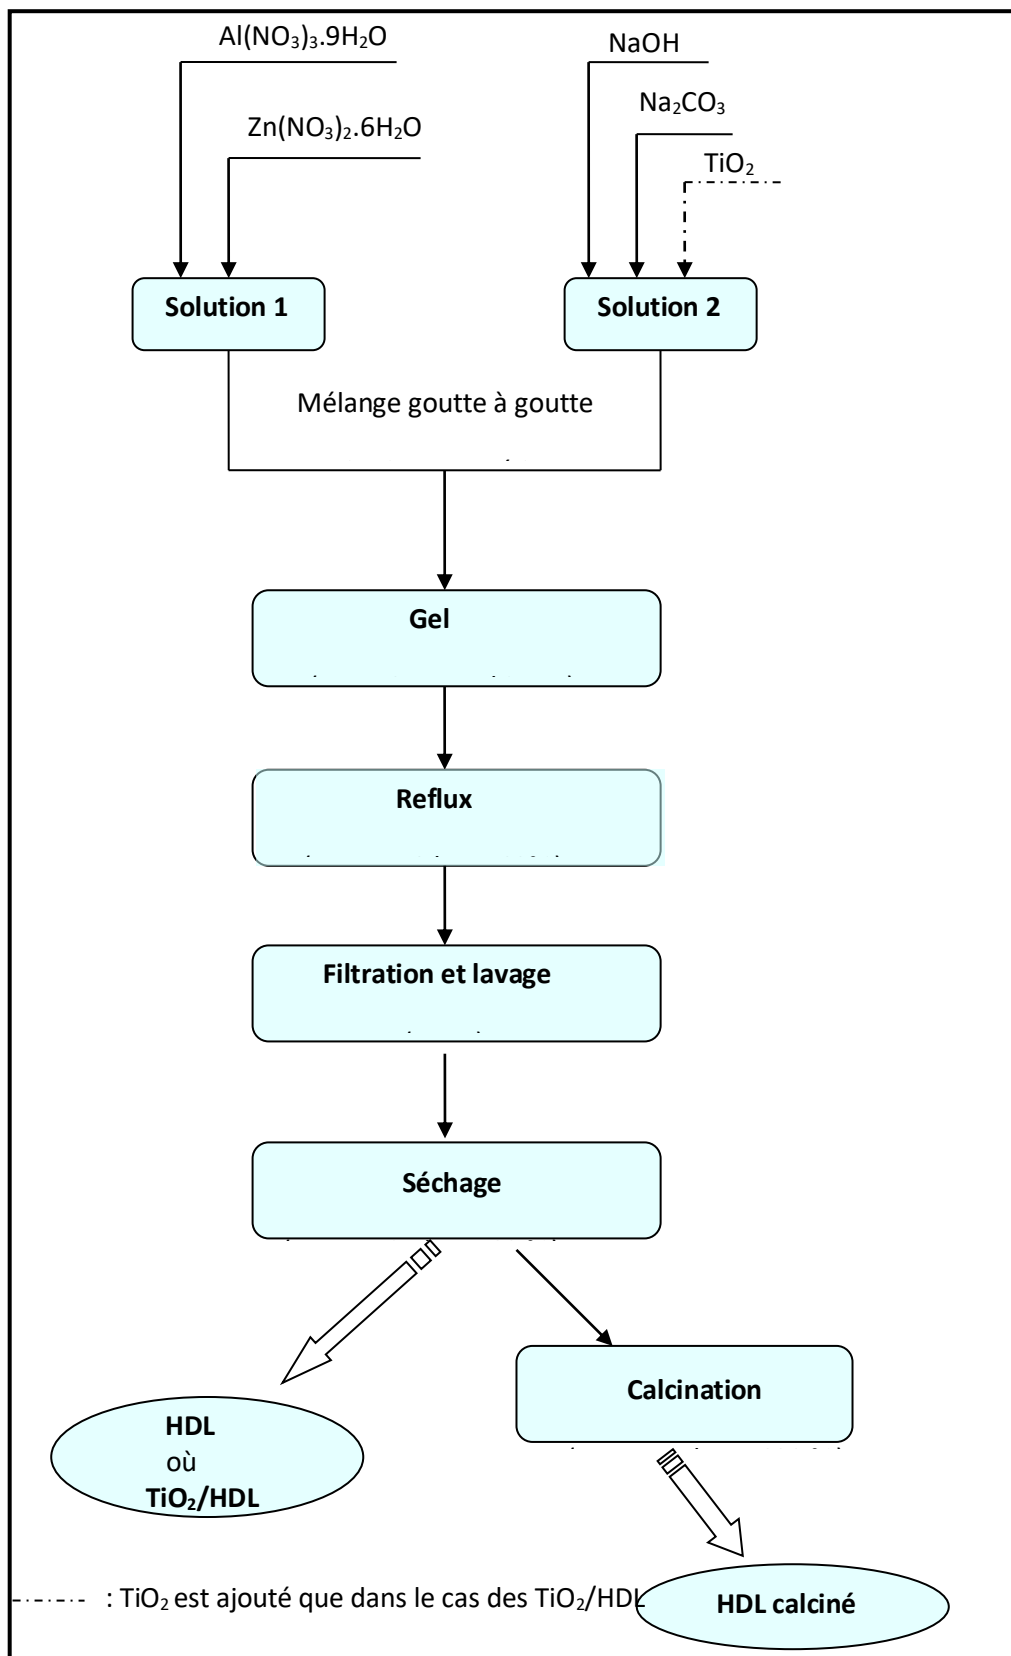 Al(NO₃)₃.9H₂O
NaOH
Na₂CO₃
Zn(NO₃)₂.6H₂O
TiO₂
Solution 1
Solution 2
Mélange goutte à goutte
Gel
Reflux
Filtration et lavage
Séchage
Calcination
HDL
où
TiO₂/HDL
: TiO₂ est ajouté que dans le cas des TiO₂/HDL
HDL calciné